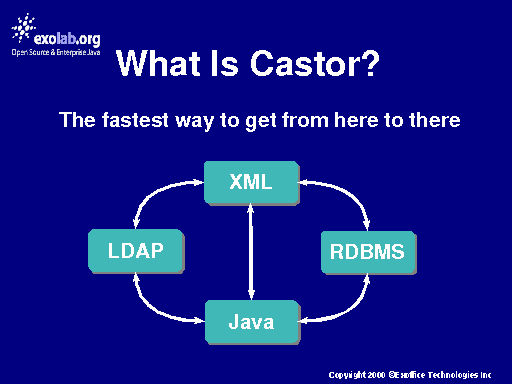 exolab.org
Open Source & Enterprise Java
What Is Castor?
The fastest way to get from here to there
XML
LDAP
RDBMS
Java
Copyright 2000 ©Exoffice Technologies Inc